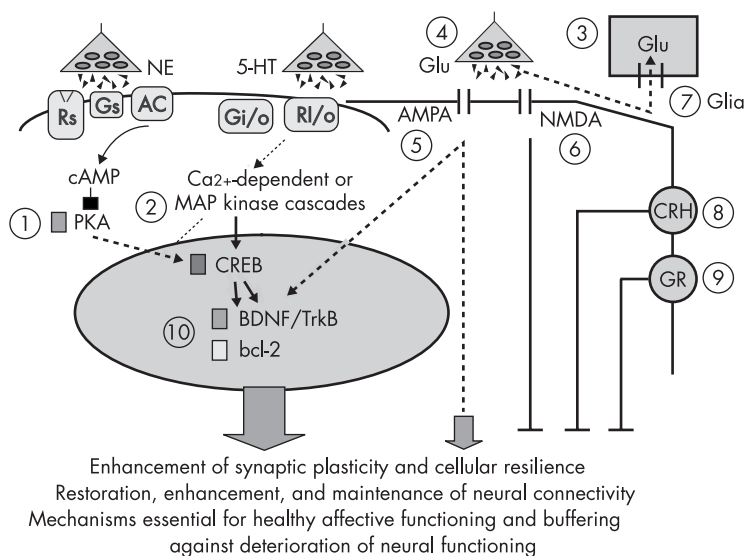 NE
5-HT
4
Glu
3
Glu
7 Glia
Rs
Gs
AC
Gi/o
RI/o
AMPA
5
NMDA
6
cAMP
1
PKA
2
Ca2+-dependent or
MAP kinase cascades
CRH
8
CREB
GR
9
10
BDNF/TrkB
bcl-2
Enhancement of synaptic plasticity and cellular resilience
Restoration, enhancement, and maintenance of neural connectivity
Mechanisms essential for healthy affective functioning and buffering
against deterioration of neural functioning